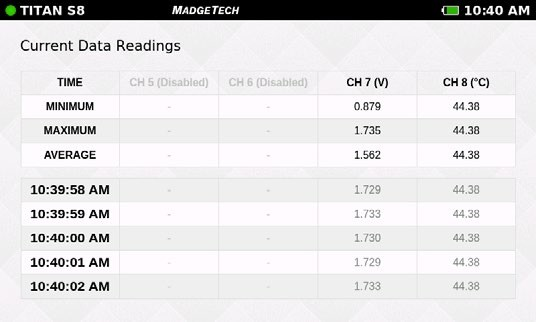 TITAN S8 MADGETECH 10:40 AM
Current Data Readings
TIME CH 5 (Disabled) CH 6 (Disabled) CH 7 (V) CH 8 (°C)
MINIMUM - - 0.879 44.38
MAXIMUM - - 1.735 44.38
AVERAGE - - 1.562 44.38
10:39:58 AM - - 1.729 44.38
10:39:59 AM - - 1.733 44.38
10:40:00 AM - - 1.730 44.38
10:40:01 AM - - 1.729 44.38
10:40:02 AM - - 1.733 44.38